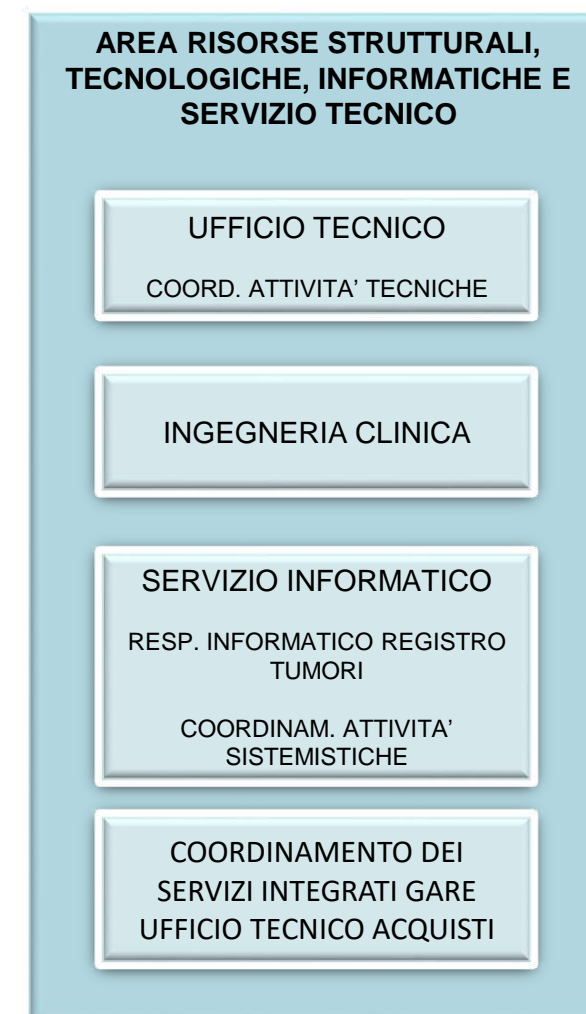 AREA RISORSE STRUTTURALI,
TECNOLOGICHE, INFORMATICHE E
SERVIZIO TECNICO
UFFICIO TECNICO
COORD. ATTIVITA' TECNICHE
INGEGNERIA CLINICA
SERVIZIO INFORMATICO
RESP. INFORMATICO REGISTRO
TUMORI
COORDINAM. ATTIVITA'
SISTEMISTICHE
COORDINAMENTO DEI
SERVIZI INTEGRATI GARE
UFFICIO TECNICO ACQUISTI